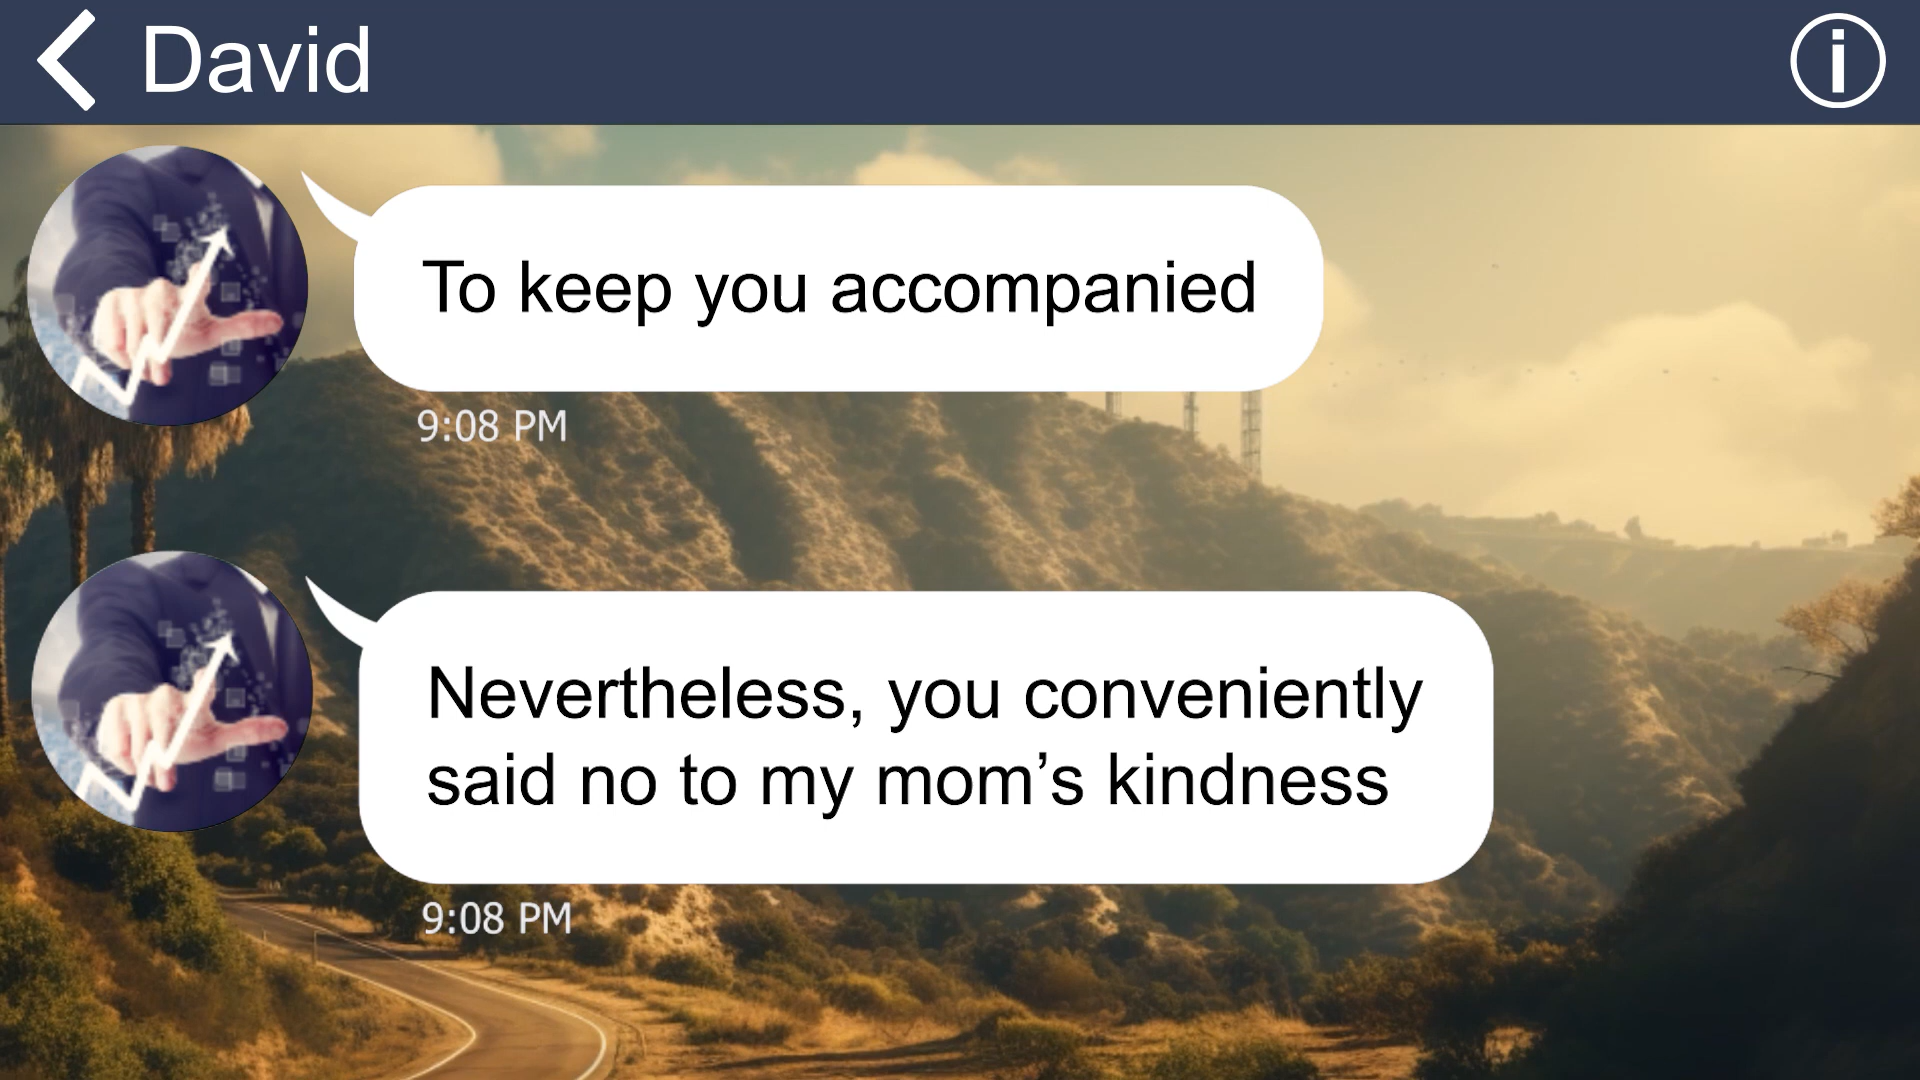 David
To keep you accompanied
9:08 PM
Nevertheless, you conveniently
said no to my mom’s kindness
9:08 PM